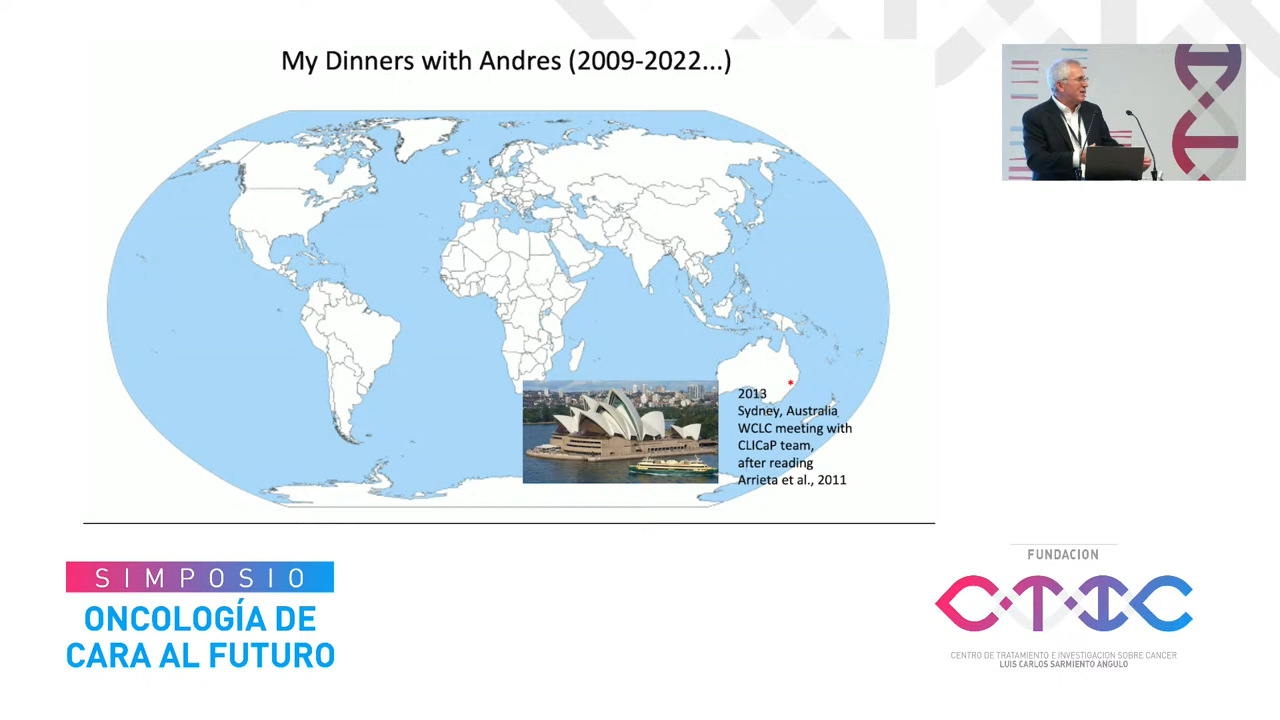 My Dinners with Andres (2009-2022...)
*
2013
Sydney, Australia
WCLC meeting with
CLICaP team,
after reading
Arrieta et al., 2011
SIMPOSIO
ONCOLOGÍA DE
CARA AL FUTURO
FUNDACION
CTIC
CENTRO DE TRATAMIENTO E INVESTIGACION SOBRE CANCER
LUIS CARLOS SARMIENTO ANGULO